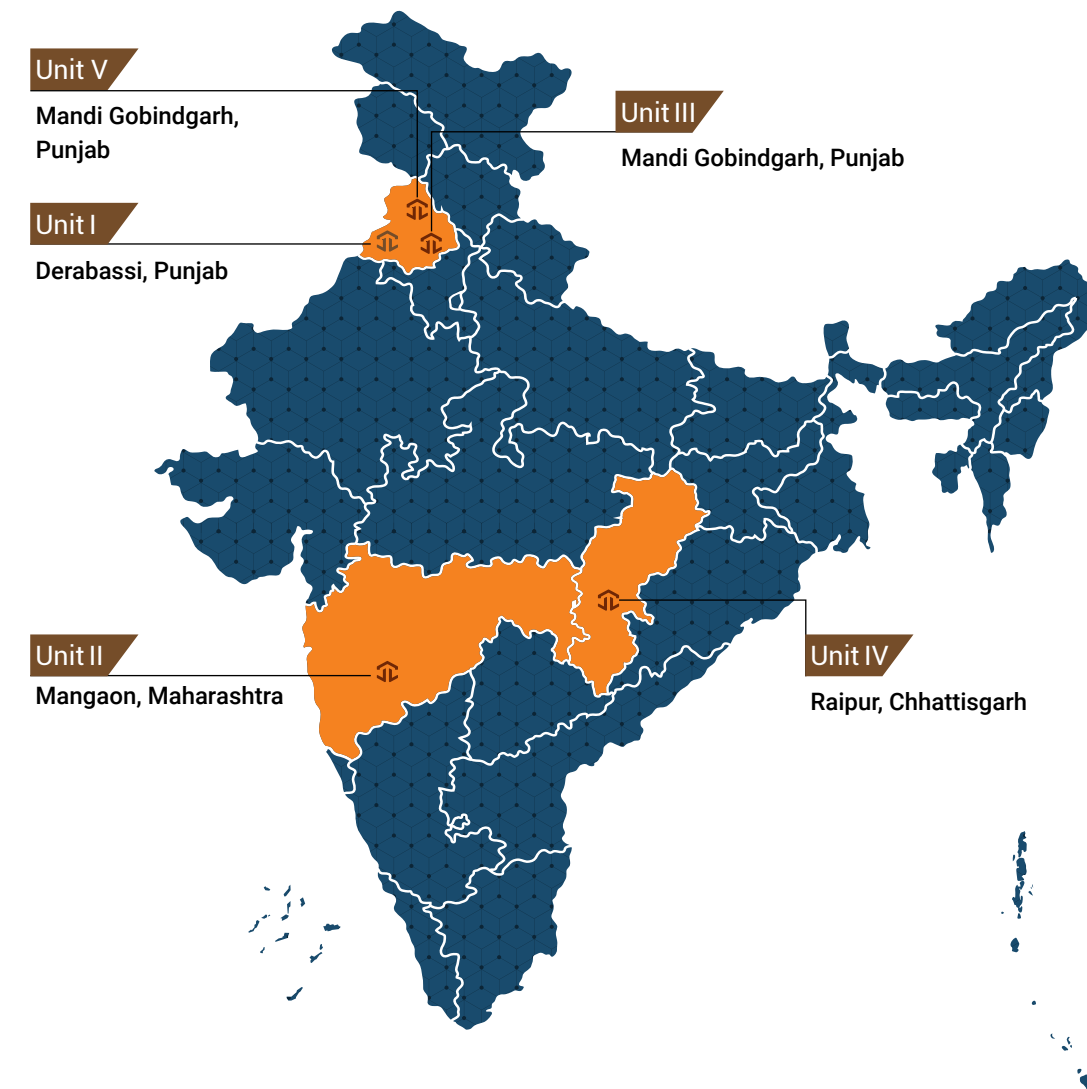 Unit V
Mandi Gobindgarh,
Punjab
Unit III
Mandi Gobindgarh, Punjab
Unit I
Derabassi, Punjab
Unit II
Mangaon, Maharashtra
Unit IV
Raipur, Chhattisgarh